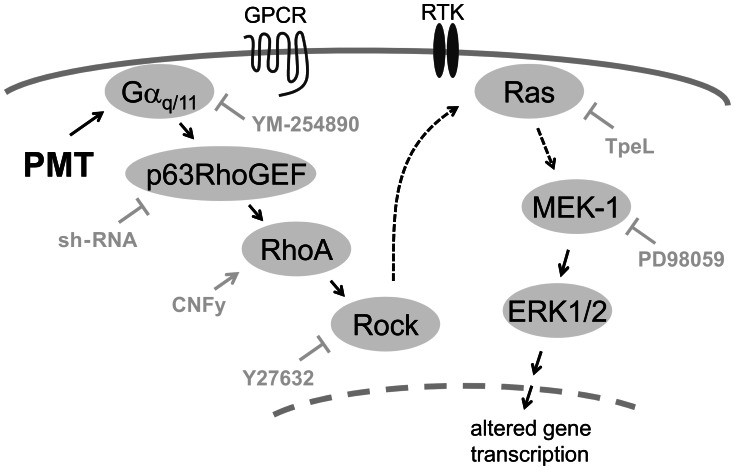 GPCR
RTK
Gαq/11
Ras
YM-254890
TpeL
PMT
p63RhoGEF
MEK-1
sh-RNA
RhoA
PD98059
CNFy
ERK1/2
Rock
Y27632
altered gene
transcription